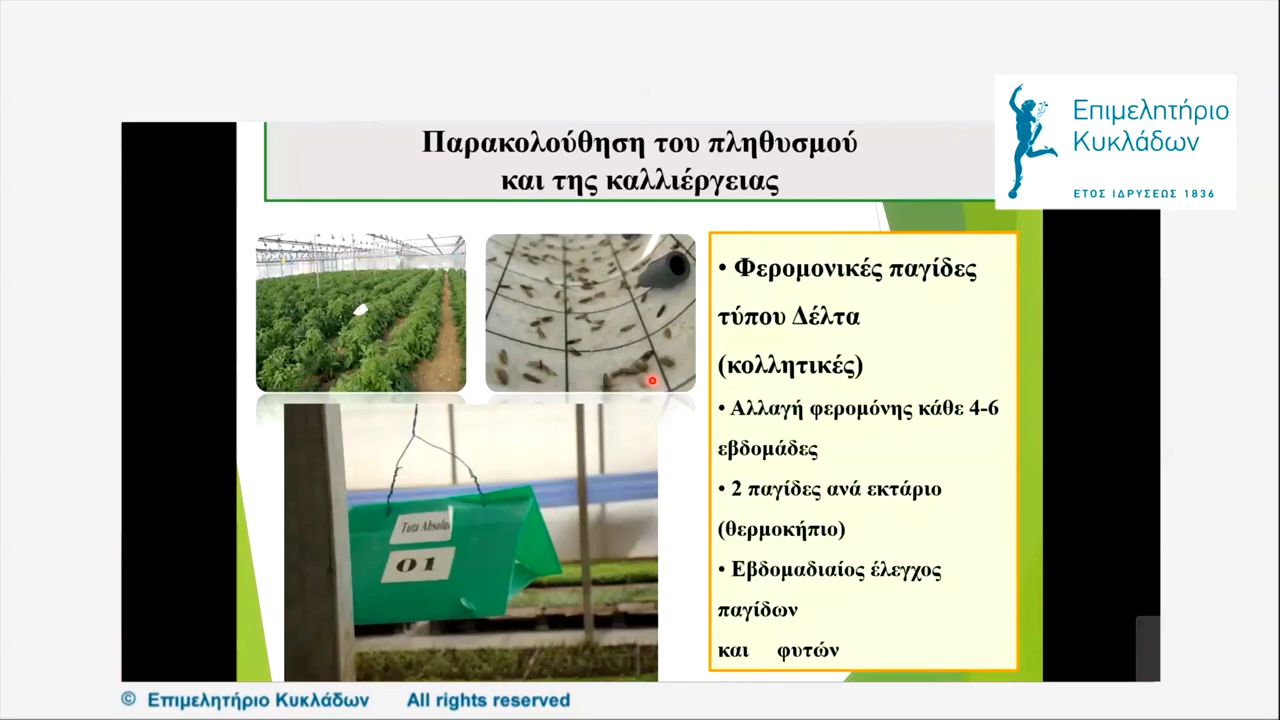 Επιμελητήριο
Κυκλάδων
ΕΤΟΣ ΙΔΡΥΣΕΩΣ 1836
Παρακολούθηση του πληθυσμού
και της καλλιέργειας
• Φερομονικές παγίδες
τύπου Δέλτα
(κολλητικές)
• Αλλαγή φερομόνης κάθε 4-6
εβδομάδες
• 2 παγίδες ανά εκτάριο
(θερμοκήπιο)
• Εβδομαδιαίος έλεγχος
παγίδων
και φυτών
Tuta
01
© Επιμελητήριο Κυκλάδων All rights reserved